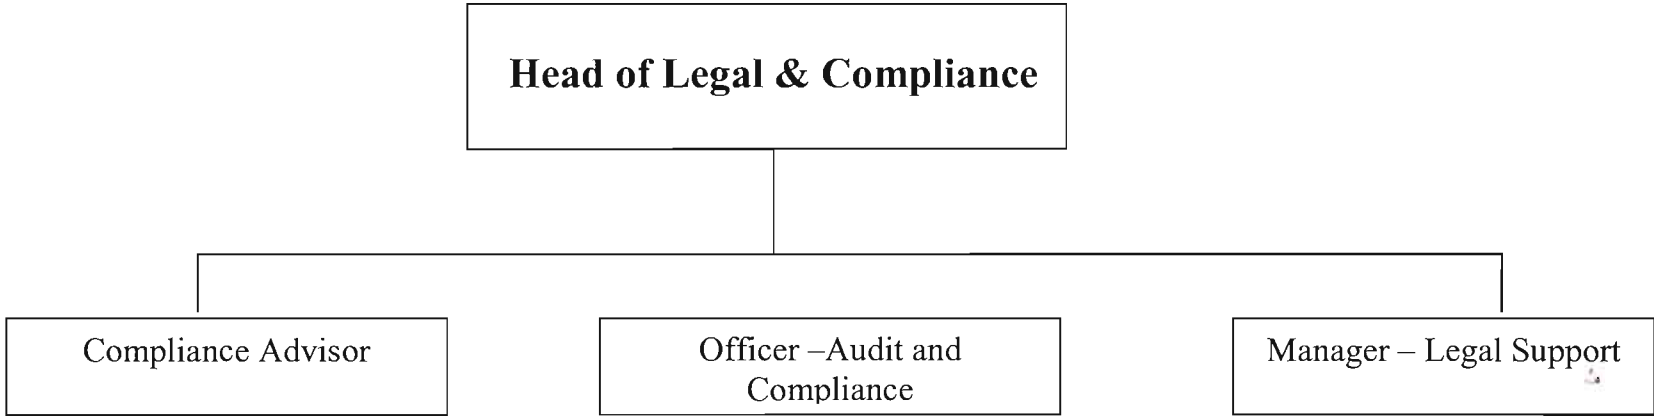 Head of Legal & Compliance
Compliance Advisor
Officer –Audit and
Compliance
Manager – Legal Support